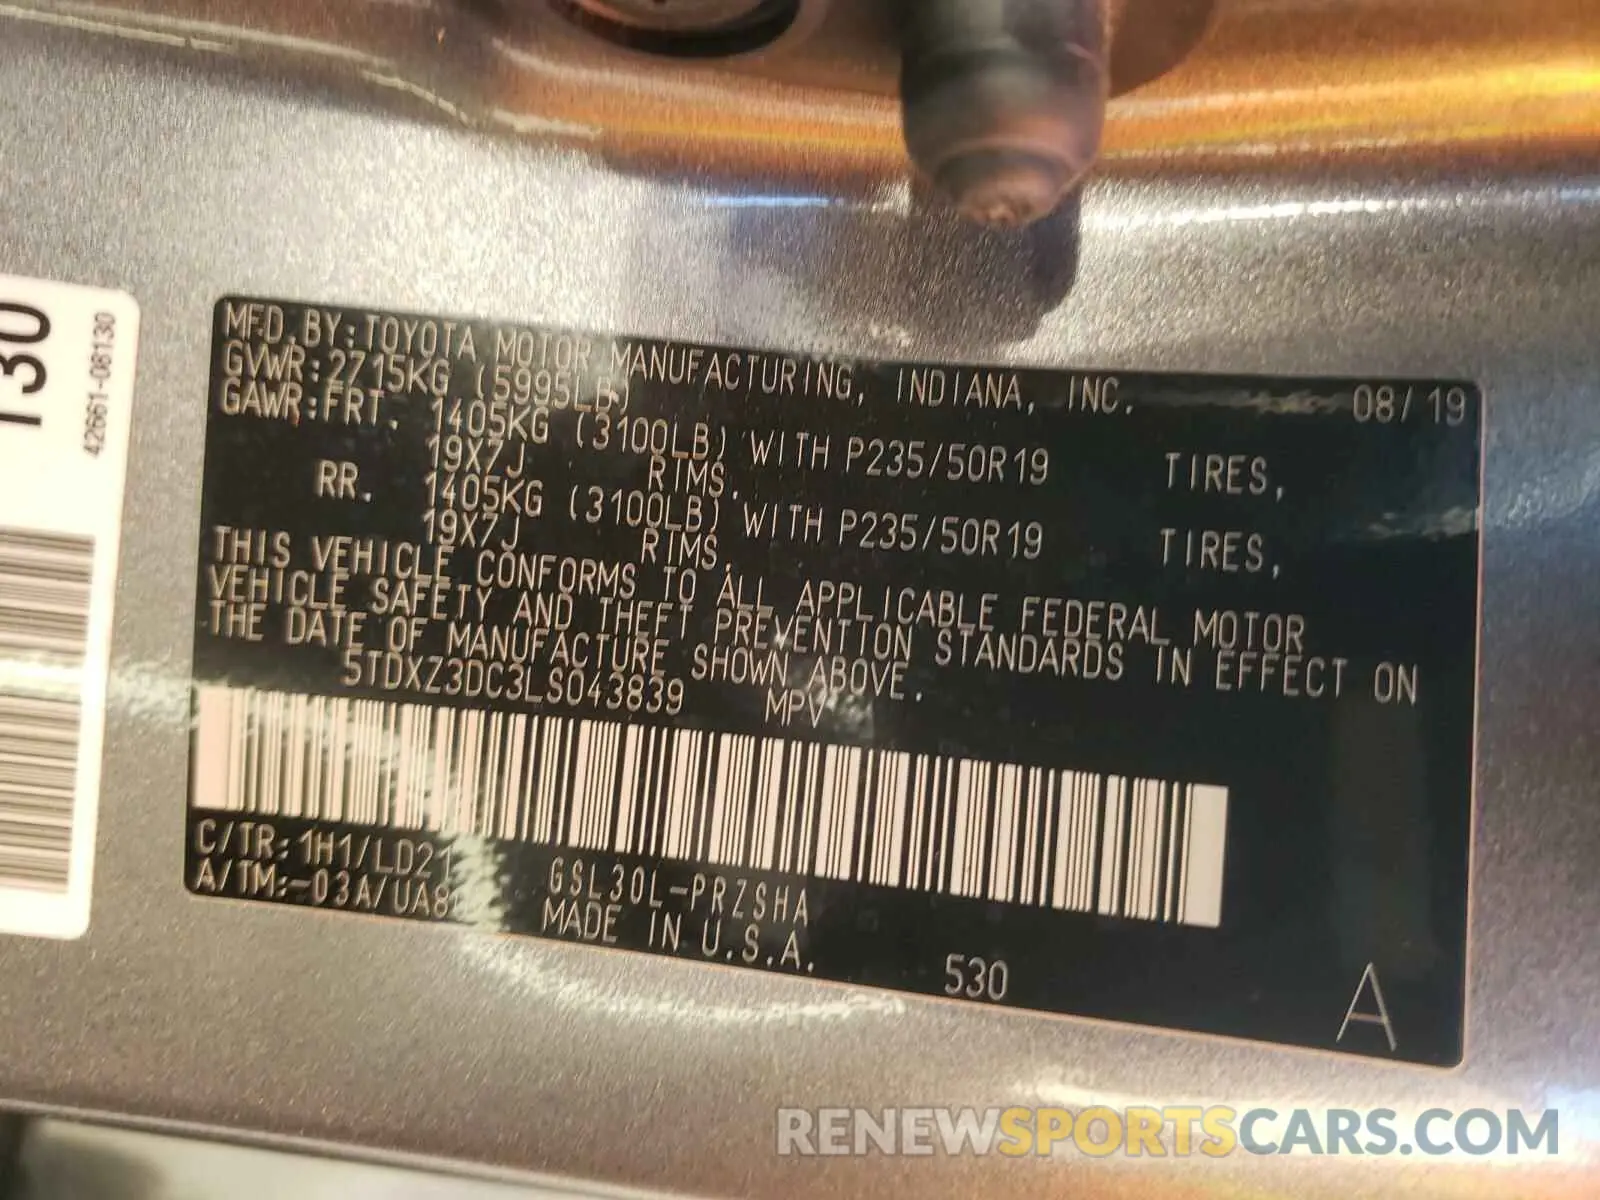 130
42661-08130
MFD. BY: TOYOTA MOTOR MANUFACTURING, INDIANA, INC. 08/19
GVWR: 2715KG (5995LB)
GAWR: FRT. 1405KG (3100LB) WITH P235/50R19 TIRES,
19X7J RIMS.
RR. 1405KG (3100LB) WITH P235/50R19 TIRES,
19X7J RIMS.
THIS VEHICLE CONFORMS TO ALL APPLICABLE FEDERAL MOTOR
VEHICLE SAFETY AND THEFT PREVENTION STANDARDS IN EFFECT ON
THE DATE OF MANUFACTURE SHOWN ABOVE.
5TDXZ3DC3LS043839 MPV
C/TR: 1H1/LD21 GSL30L-PRZSHA
A/TM: -03A/ MADE IN U.S.A.
530
A
RENEWSPORTSCARS.COM